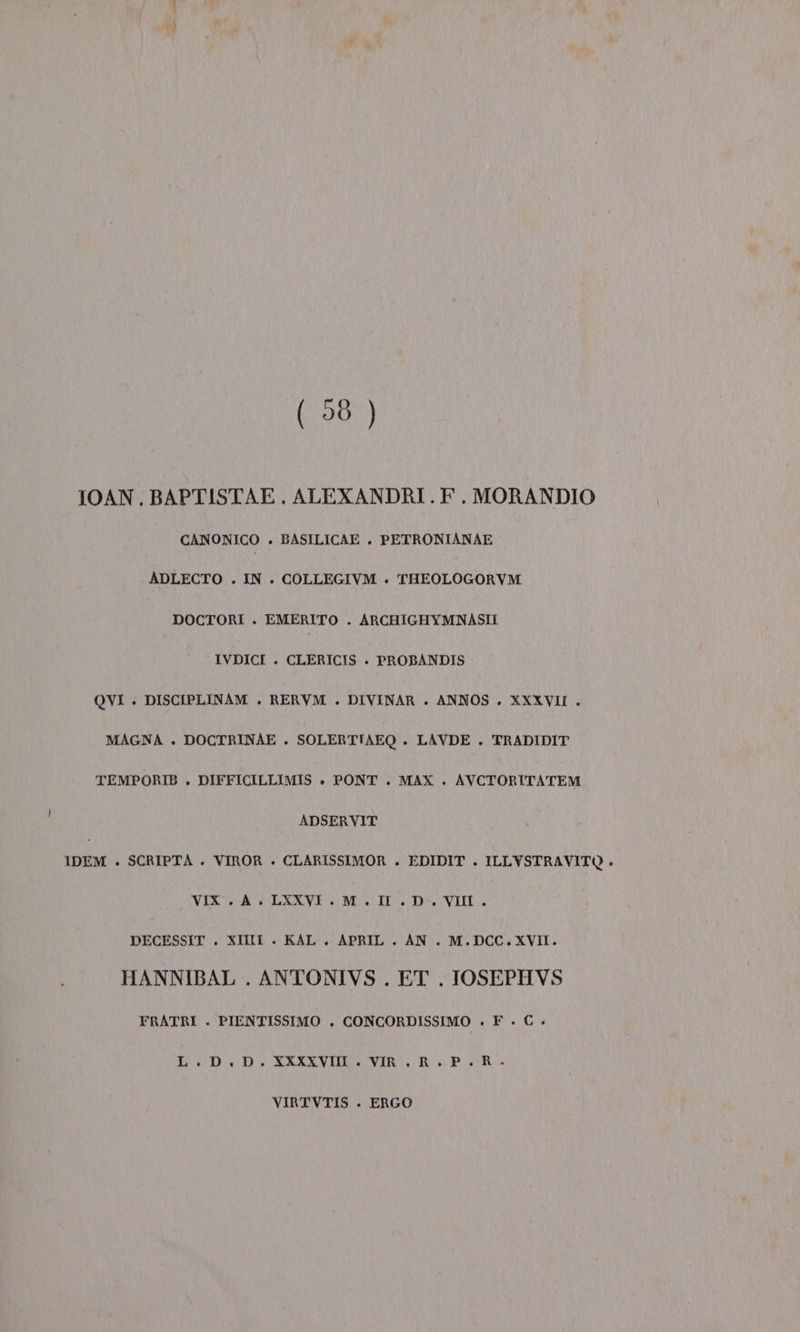 ( 58 )
IOAN . BAPTISTAE . ALEXANDRI . F . MORANDIO
CANONICO . BASILICAE . PETRONIANAE
ADLECTO . IN . COLLEGIVM . THEOLOGORVM
DOCTORI . EMERITO . ARCHIGHYMNASII
IVDICI . CLERICIS . PROBANDIS
QVI . DISCIPLINAM . RERVM . DIVINAR . ANNOS . XXXVII .
MAGNA . DOCTRINAE . SOLERTIAEQ . LAVDE . TRADIDIT
TEMPORIB . DIFFICILLIMIS . PONT . MAX . AVCTORITATEM
ADSERVIT
IDEM . SCRIPTA . VIROR . CLARISSIMOR . EDIDIT . ILLVSTRAVITQ .
VIX . A . LXXVI . M . II . D . VIII .
DECESSIT . XIIII . KAL . APRIL . AN . M . DCC . XVII .
HANNIBAL . ANTONIVS . ET . IOSEPHVS
FRATRI . PIENTISSIMO . CONCORDISSIMO . F . C .
L . D . D . XXXXVIII . VIR . R . P . R .
VIRTVTIS . ERGO